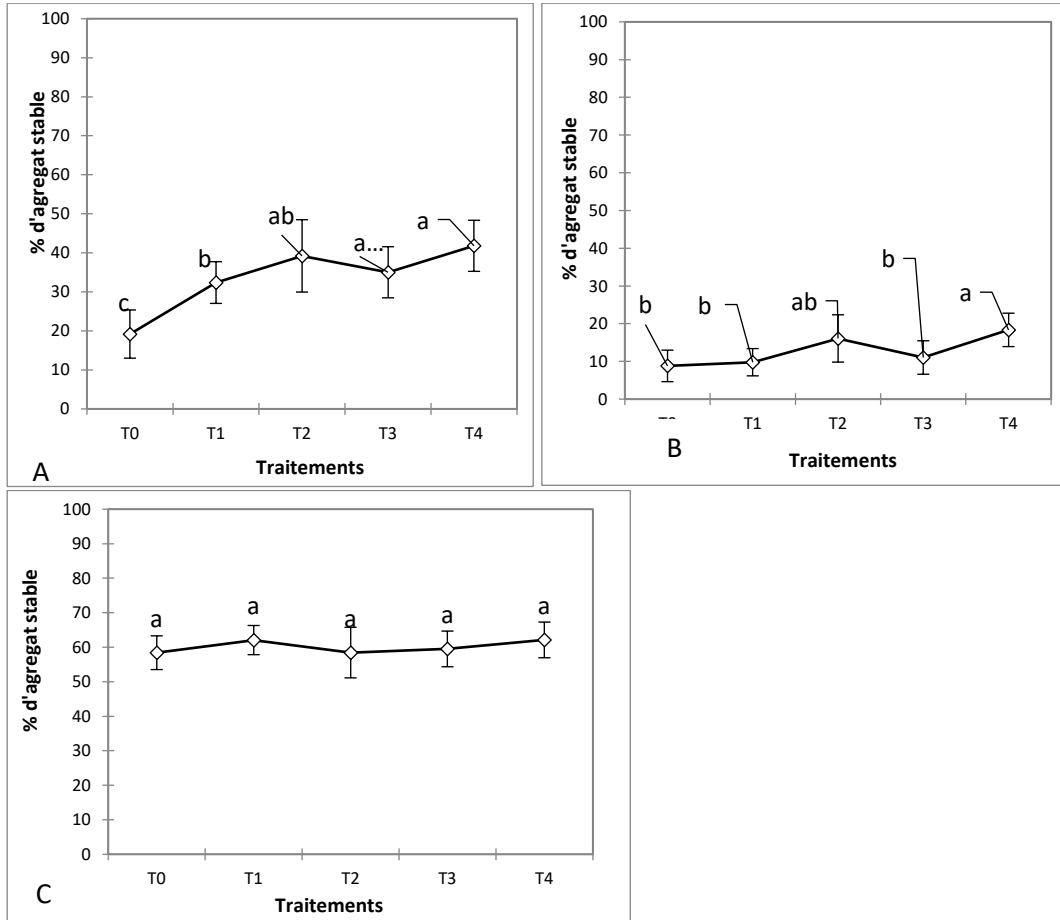 100
90
80
70
60
50
40
30
20
10
0
% d'agregat stable
c
b
ab
a...
a
T0 T1 T2 T3 T4
Traitements
A
100
90
80
70
60
50
40
30
20
10
0
% d'agregat stable
b
b
ab
b
a
T1 T2 T3 T4
Traitements
B
100
90
80
70
60
50
40
30
20
10
0
% d'agregat stable
a a a a a
T0 T1 T2 T3 T4
Traitements
C